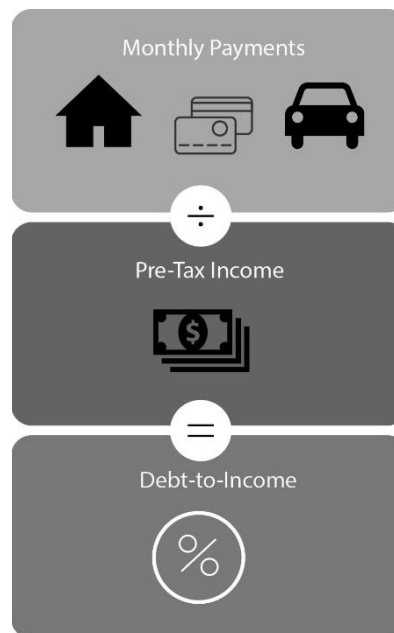 Monthly Payments
÷
Pre-Tax Income
$
=
Debt-to-Income
%